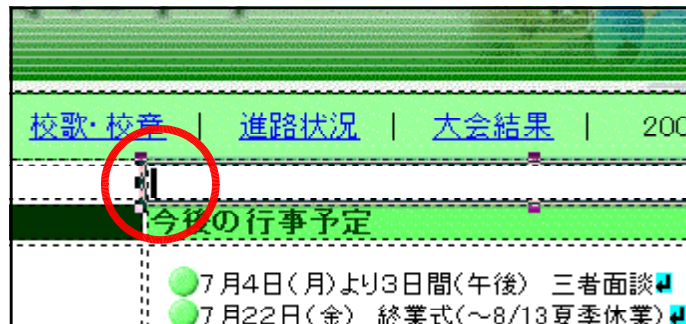 校歌・校章 | 進路状況 | 大会結果 | 200
今後の行事予定
7月4日(月)より3日間(午後) 三者面談
7月22日(金) 終業式(～8/13夏季休業)